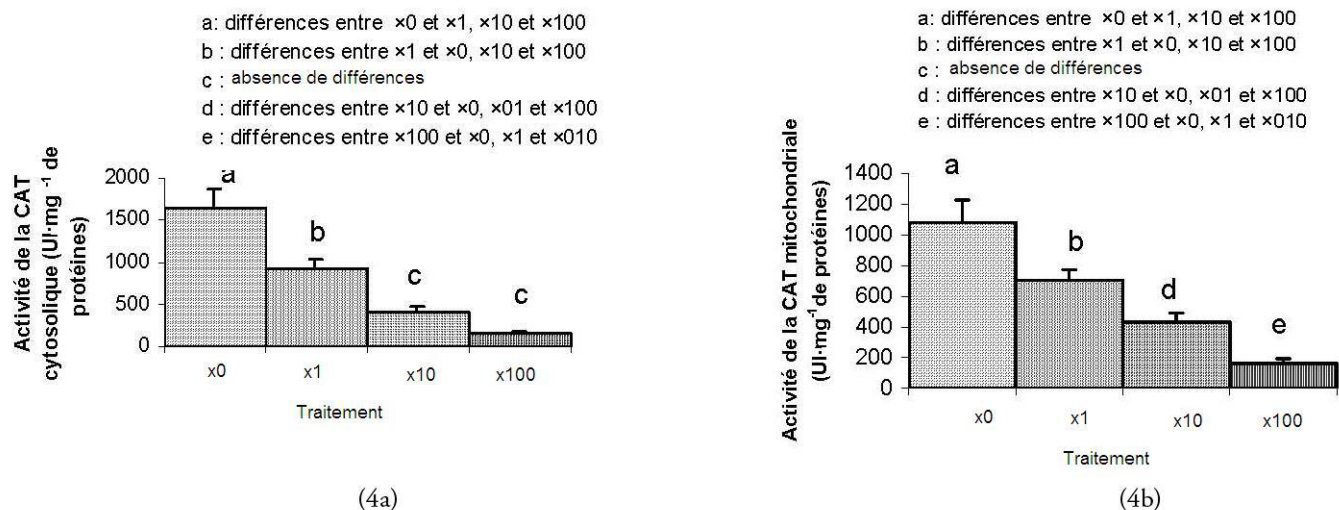 a: différences entre ×0 et ×1, ×10 et ×100
b : différences entre ×1 et ×0, ×10 et ×100
c : absence de différences
d : différences entre ×10 et ×0, ×01 et ×100
e : différences entre ×100 et ×0, ×1 et ×010
Activité de la CAT
cytosolique (UI·mg -1 de
protéines)
2000
1500
1000
500
0
a
b
c
c
x0 x1 x10 x100
Traitement
(4a)
a: différences entre ×0 et ×1, ×10 et ×100
b : différences entre ×1 et ×0, ×10 et ×100
c : absence de différences
d : différences entre ×10 et ×0, ×01 et ×100
e : différences entre ×100 et ×0, ×1 et ×010
Activité de la CAT mitochondriale
(UI·mg-1de protéines)
1400
1200
1000
800
600
400
200
0
a
b
d
e
x0 x1 x10 x100
Traitement
(4b)